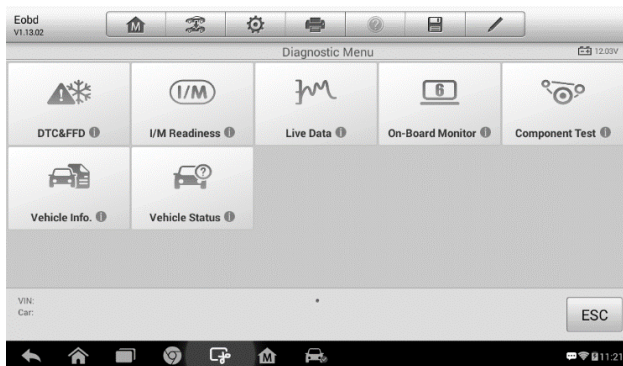 Eobd
V1.13.02
M
Diagnostic Menu
12.03V
I/M
6
DTC&FFD
I/M Readiness
Live Data
On-Board Monitor
Component Test
Vehicle Info.
Vehicle Status
VIN:
Car:
ESC
M
11:21